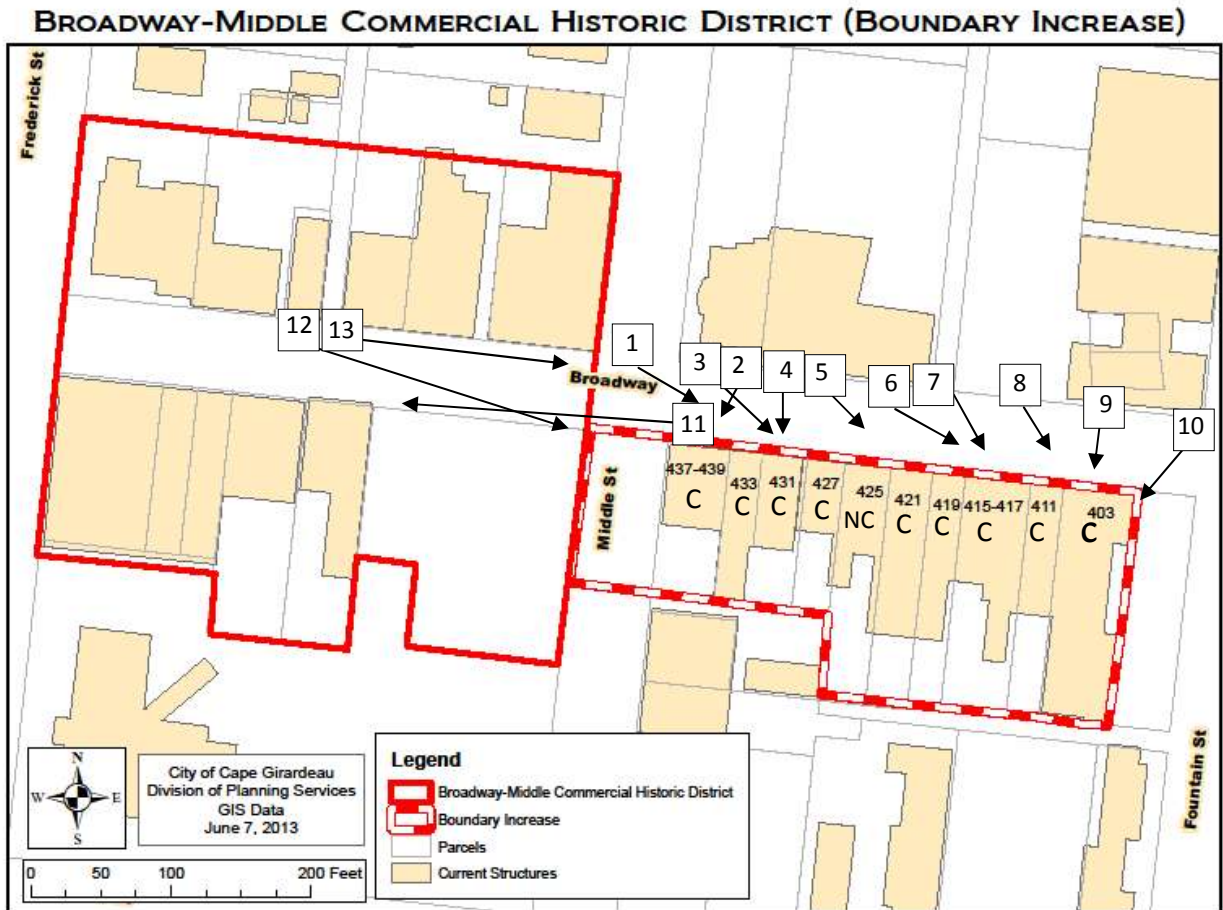 BROADWAY-MIDDLE COMMERCIAL HISTORIC DISTRICT (BOUNDARY INCREASE)
Frederick St
12 13
1
Broadway
3 2 4 5
6 7 8
9
10
11
437-439
C
433
C
431
C
427
C
425
NC
421
C
419
C
415-417
C
411
C
403
C
Middle St
Fountain St
N
W E
S
City of Cape Girardeau
Division of Planning Services
GIS Data
June 7, 2013
0 50 100 200 Feet
Legend
Broadway-Middle Commercial Historic District
Boundary Increase
Parcels
Current Structures